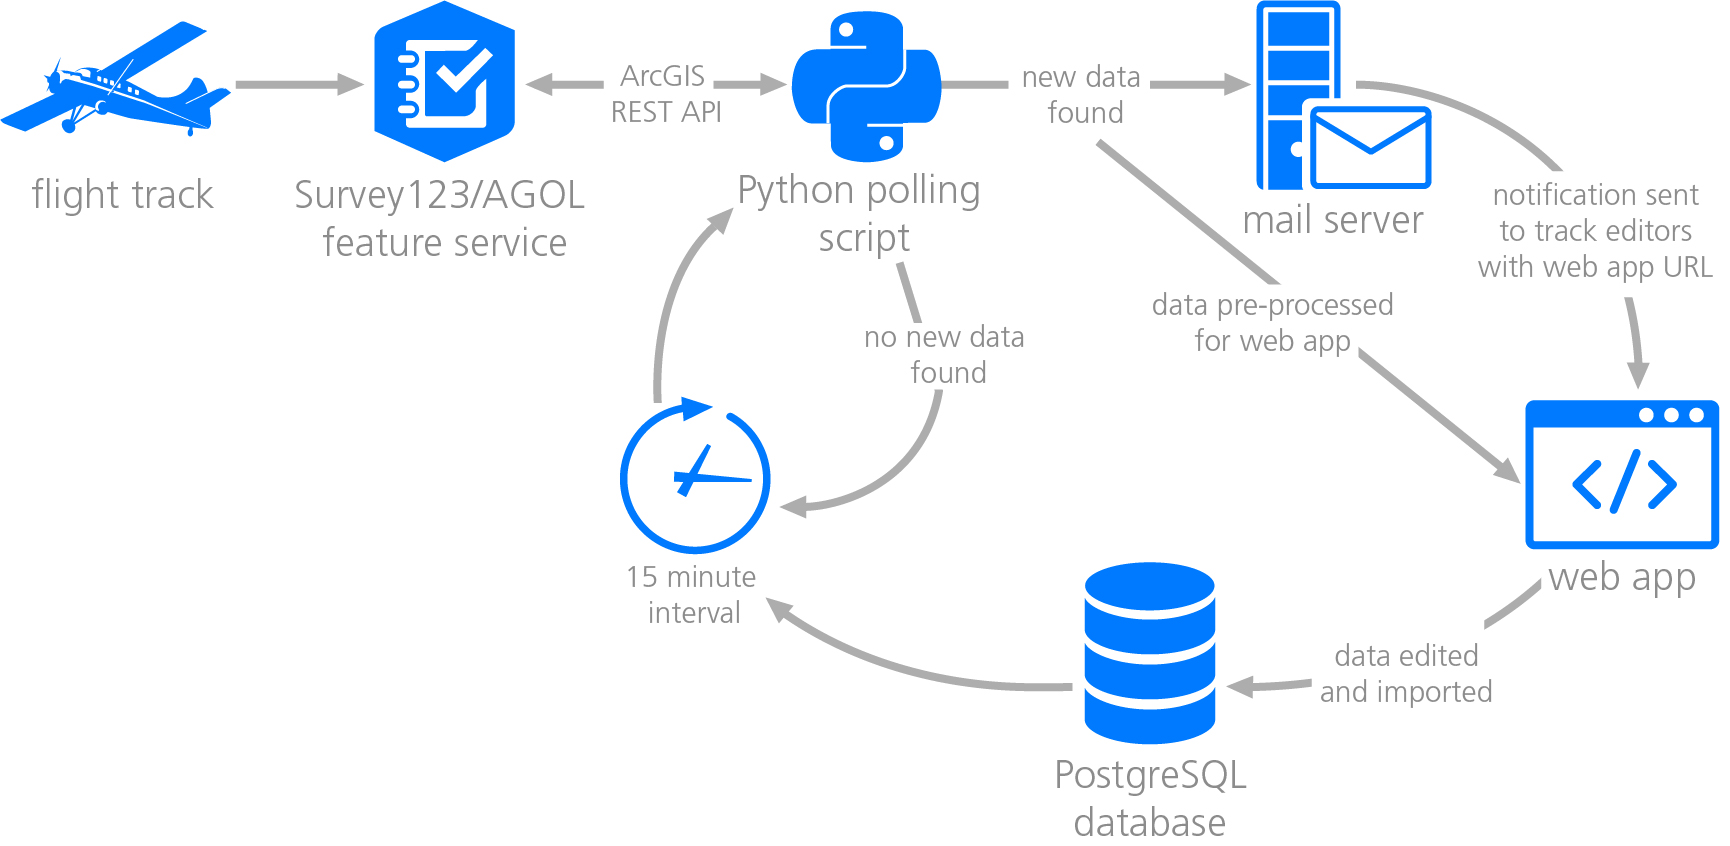 flight track
Survey123/AGOL
feature service
ArcGIS
REST API
Python polling
script
new data
found
mail server
notification sent
to track editors
with web app URL
data pre-processed
for web app
no new data
found
15 minute
interval
</>
web app
data edited
and imported
PostgreSQL
database